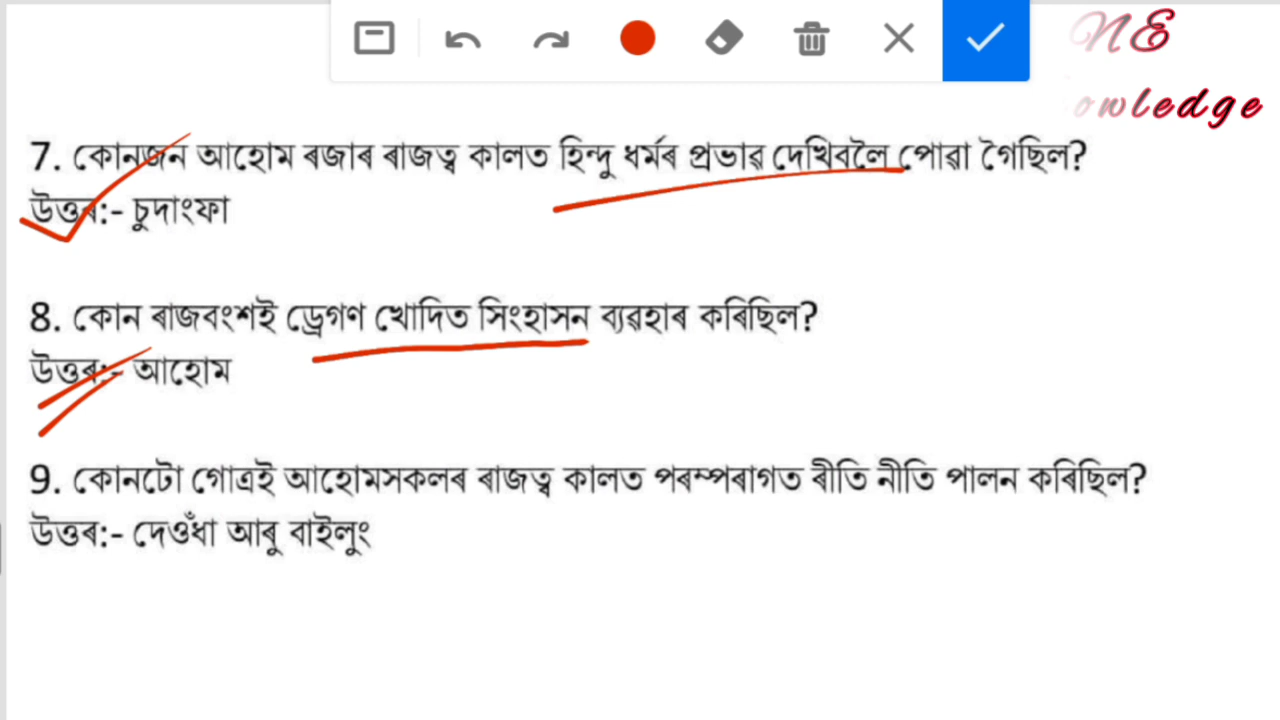 NE
owledge
7. কোনজন আহোম ৰজাৰ ৰাজত্ব কালত হিন্দু ধৰ্মৰ প্ৰভাৱ দেখিবলৈ পোৱা গৈছিল?
উত্তৰ:- চুদাংফা
8. কোন ৰাজবংশই ড্ৰেগণ খোদিত সিংহাসন ব্যৱহাৰ কৰিছিল?
উত্তৰ:- আহোম
9. কোনটো গোত্ৰই আহোমসকলৰ ৰাজত্ব কালত পৰম্পৰাগত ৰীতি নীতি পালন কৰিছিল?
উত্তৰ:- দেওঁধা আৰু বাইলুং